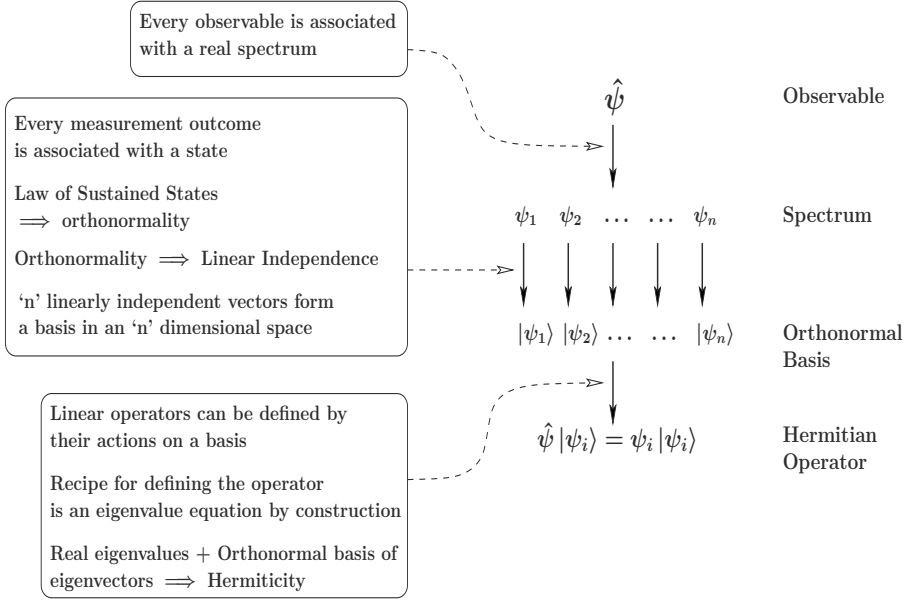 Every observable is associated
with a real spectrum
Every measurement outcome
is associated with a state
Law of Sustained States
⟹ orthonormality
Orthonormality ⟹ Linear Independence
‘n’ linearly independent vectors form
a basis in an ‘n’ dimensional space
Linear operators can be defined by
their actions on a basis
Recipe for defining the operator
is an eigenvalue equation by construction
Real eigenvalues + Orthonormal basis of
eigenvectors ⟹ Hermiticity
ψ̂ Observable
ψ₁ ψ₂ … … ψₙ Spectrum
|ψ₁⟩ |ψ₂⟩ … … |ψₙ⟩ Orthonormal
Basis
ψ̂ |ψᵢ⟩ = ψᵢ |ψᵢ⟩ Hermitian
Operator